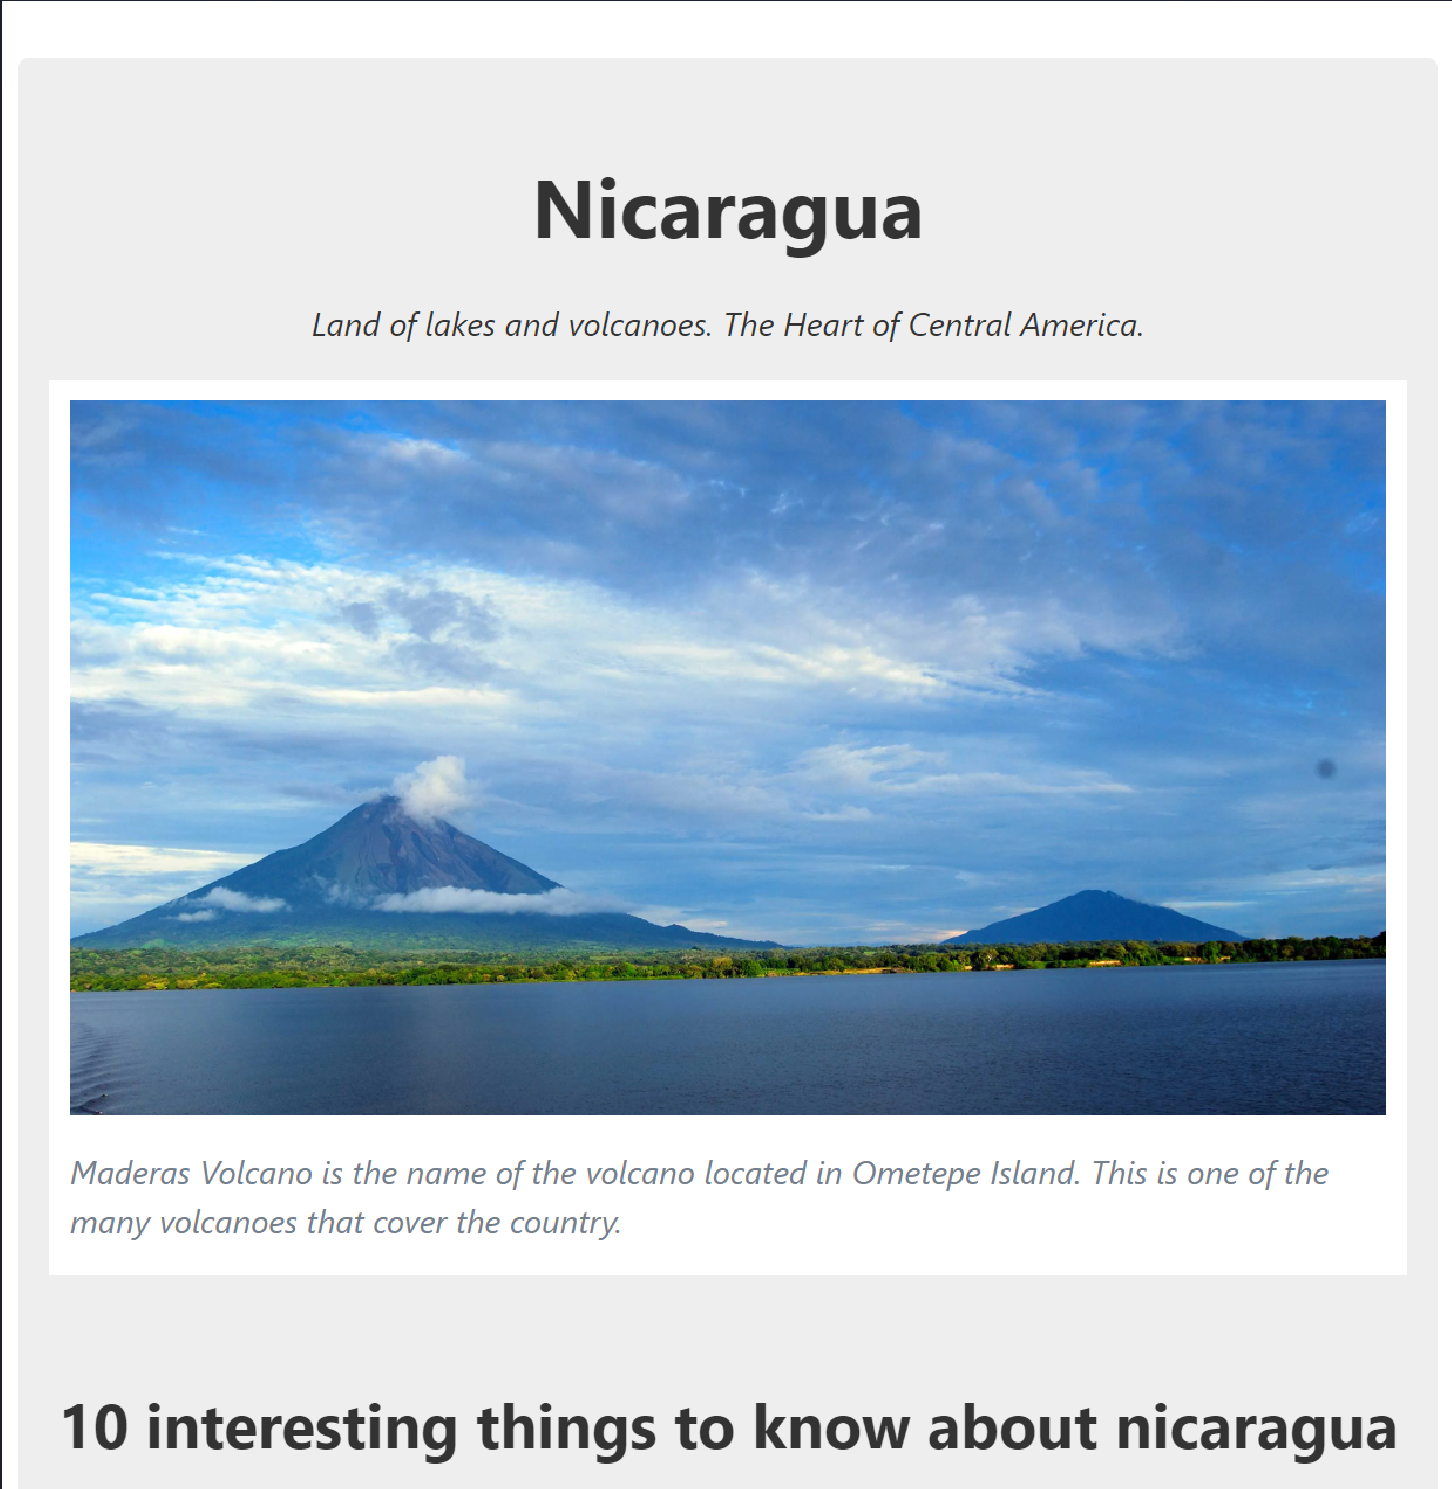 Nicaragua
Land of lakes and volcanoes. The Heart of Central America.
Maderas Volcano is the name of the volcano located in Ometepe Island. This is one of the
many volcanoes that cover the country.
10 interesting things to know about nicaragua